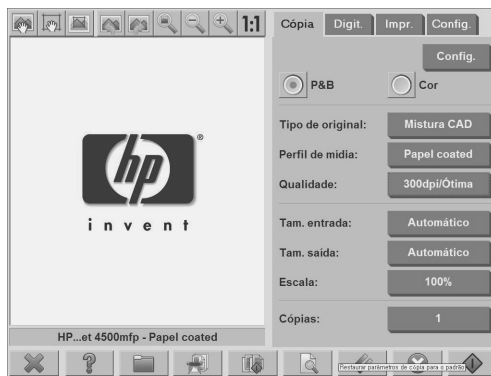 1:1
Cópia Digit. Impr. Config.
Config.
P&B Cor
Tipo de original: Mistura CAD
Perfil de mídia: Papel coated
Qualidade: 300dpi/Ótima
Tam. entrada: Automático
Tam. saída: Automático
Escala: 100%
Cópias: 1
hp ®
invent
HP...et 4500mfp - Papel coated
?
Restaurar parâmetros de cópia para o padrão